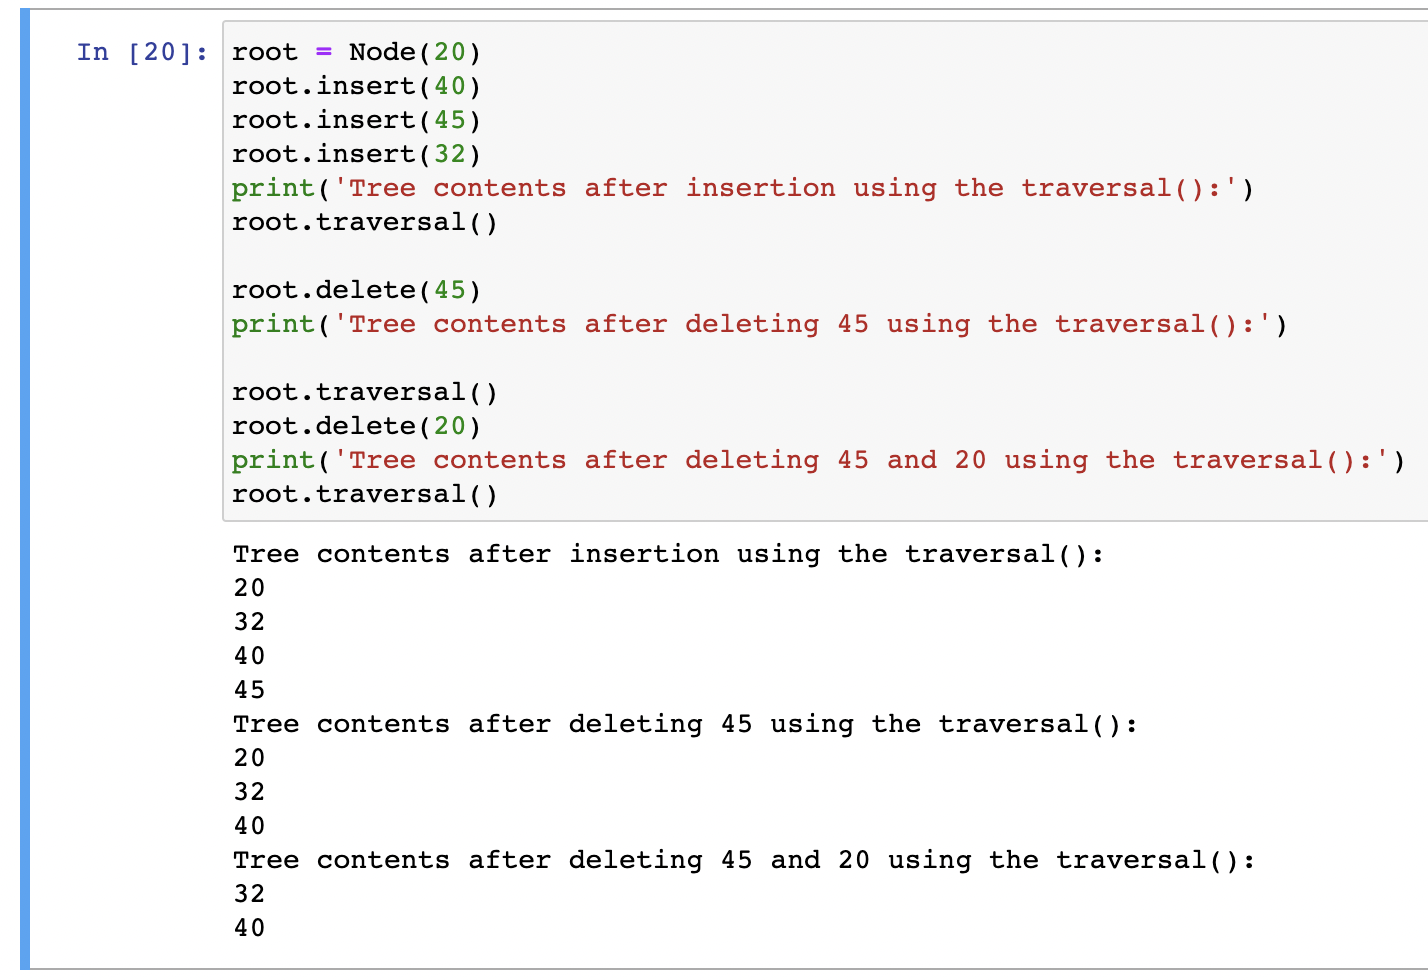 In [20]:
root = Node(20)
root.insert(40)
root.insert(45)
root.insert(32)
print('Tree contents after insertion using the traversal():')
root.traversal()
root.delete(45)
print('Tree contents after deleting 45 using the traversal():')
root.traversal()
root.delete(20)
print('Tree contents after deleting 45 and 20 using the traversal():')
root.traversal()
Tree contents after insertion using the traversal():
20
32
40
45
Tree contents after deleting 45 using the traversal():
20
32
40
Tree contents after deleting 45 and 20 using the traversal():
32
40